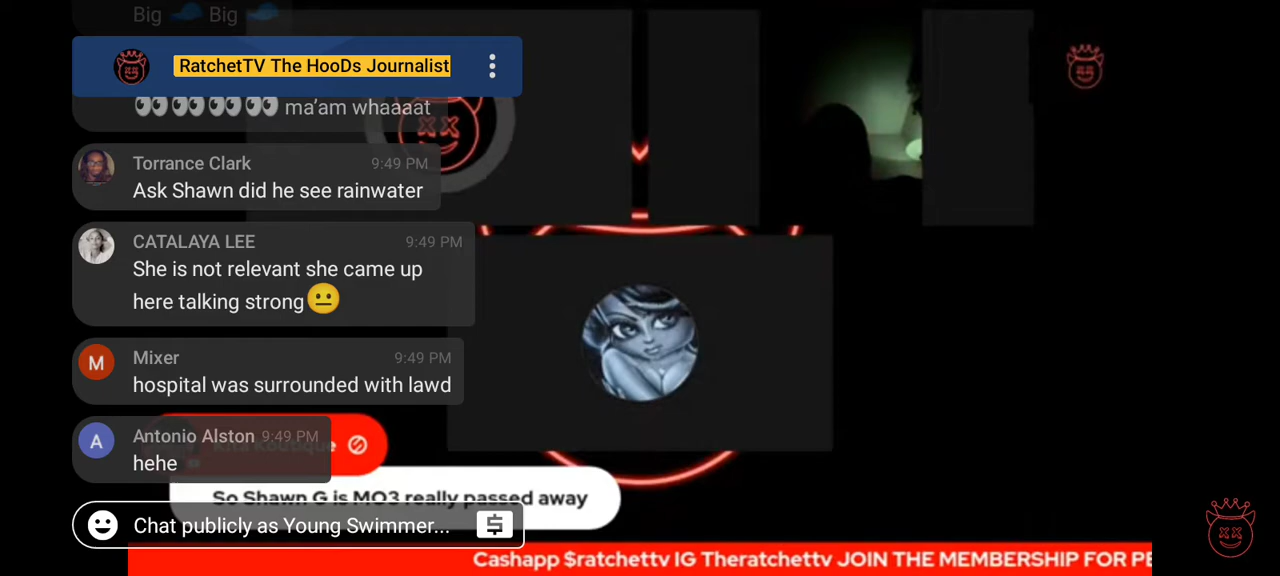 Big 🧢 Big 🧢
RatchetTV The HooDs Journalist
👀👀👀👀👀 ma'am whaaaat
Torrance Clark 9:49 PM
Ask Shawn did he see rainwater
CATALAYA LEE 9:49 PM
She is not relevant she came up
here talking strong😐
M Mixer 9:49 PM
hospital was surrounded with lawd
A Antonio Alston 9:49 PM
hehe
So Shawn G is MO3 really passed away
Chat publicly as Young Swimmer...
Cashapp $ratchettv IG Theratchettv JOIN THE MEMBERSHIP FOR